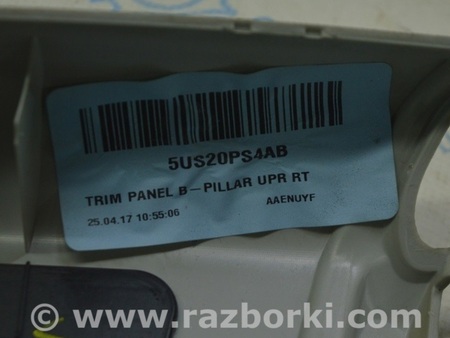 5US20PS4AB
TRIM PANEL B-PILLAR UPR RT
25.04.17 10:55:06 AAENUYF
© www.razborki.com